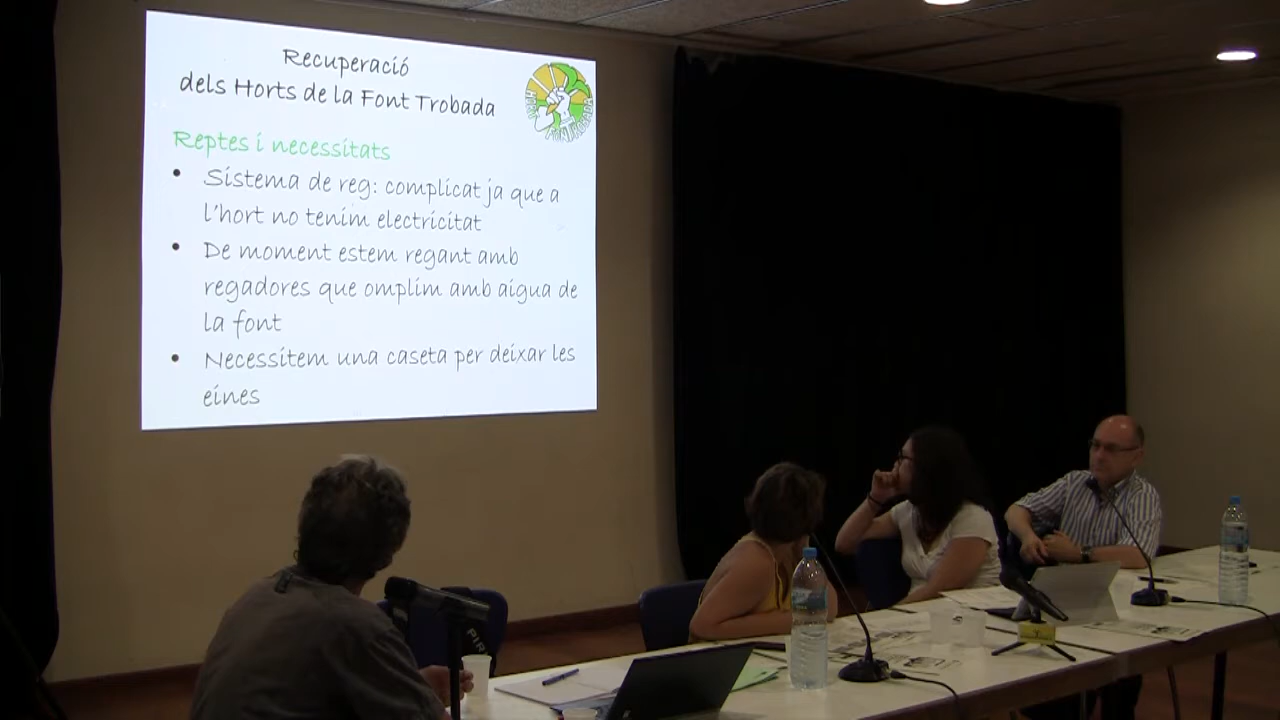 Recuperació
dels Horts de la Font Trobada
Reptes i necessitats
• Sistema de reg: complicat ja que a
l'hort no tenim electricitat
• De moment estem regant amb
regadores que omplim amb aigua de
la font
• Necessitem una caseta per deixar les
eines